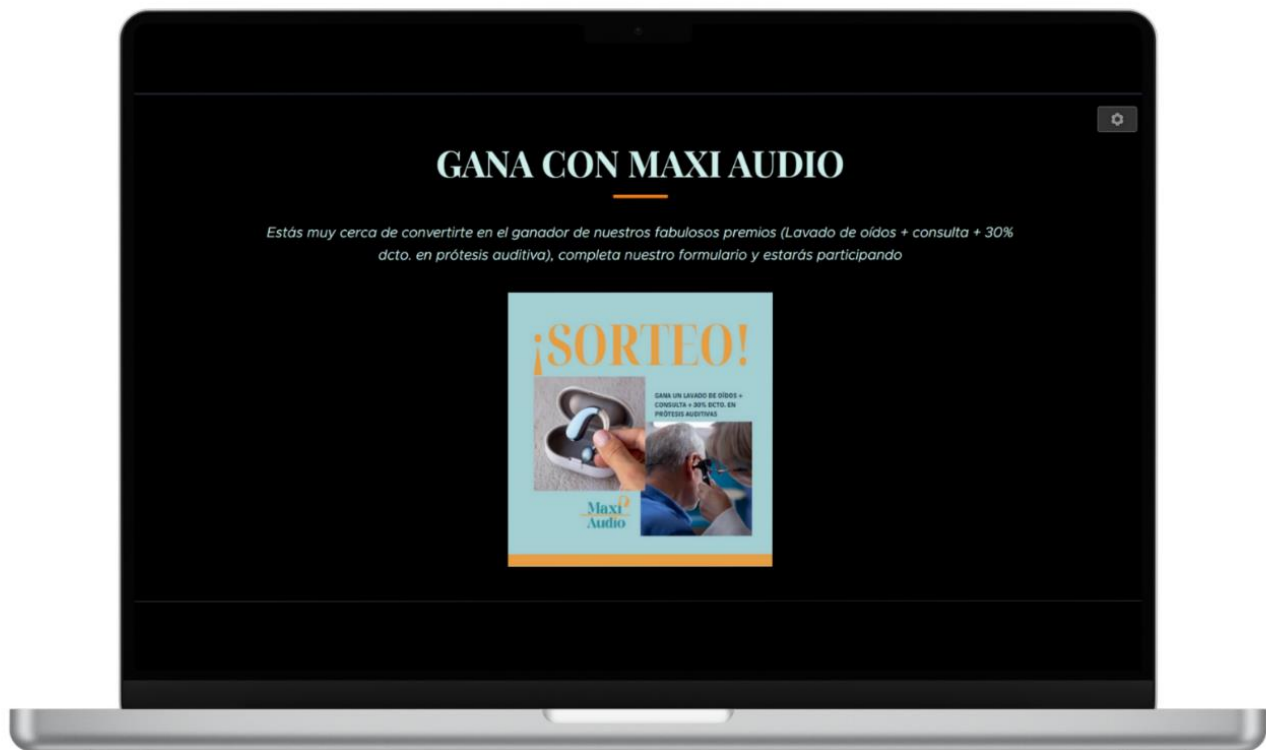 GANA CON MAXI AUDIO
Estás muy cerca de convertirte en el ganador de nuestros fabulosos premios (Lavado de oídos + consulta + 30%
dcto. en prótesis auditiva), completa nuestro formulario y estarás participando
¡SORTEO!
GANA UN LAVADO DE OÍDOS +
CONSULTA + 30% DCTO. EN
PRÓTESIS AUDITIVAS
Maxi
Audio